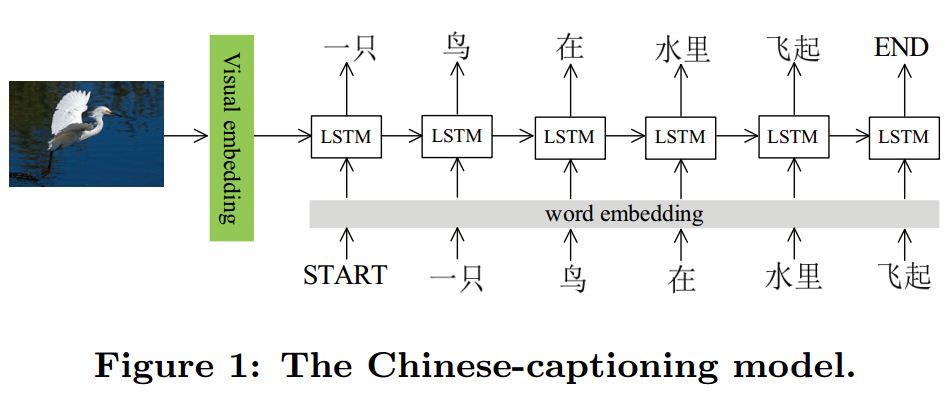 一只 鸟 在 水里 飞起 END
Visual embedding
LSTM LSTM LSTM LSTM LSTM LSTM
word embedding
START 一只 鸟 在 水里 飞起
Figure 1: The Chinese-captioning model.